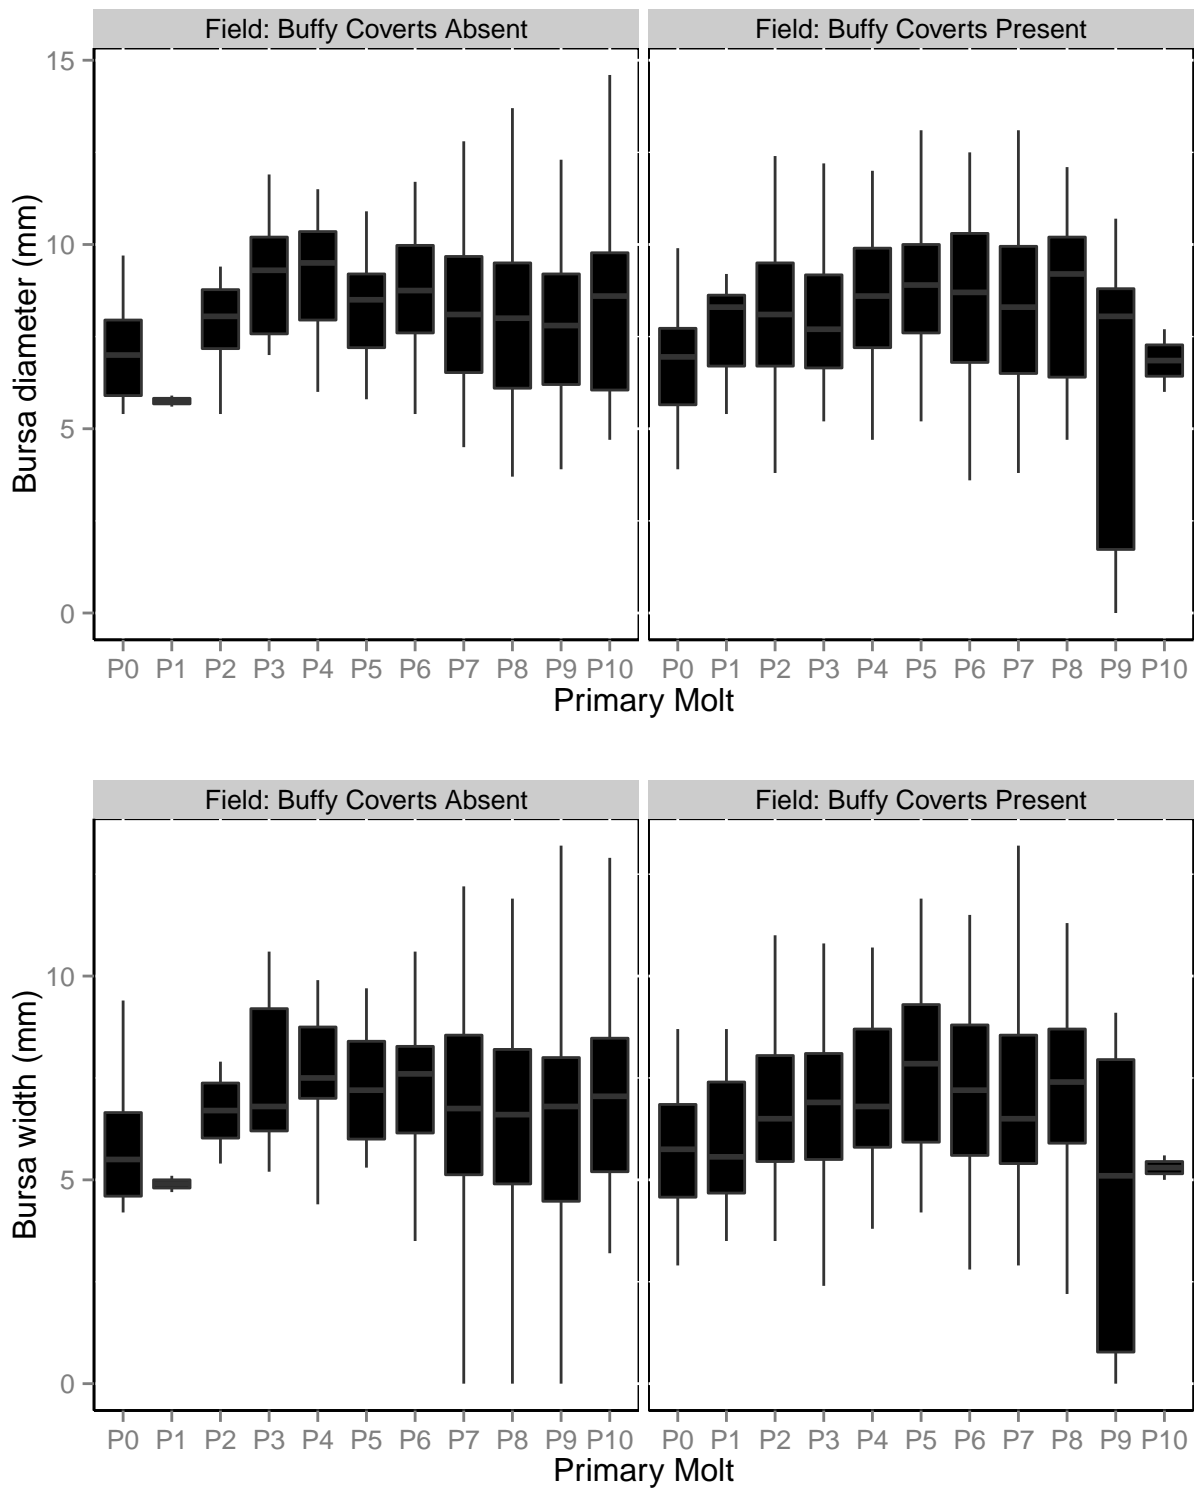 Field: Buffy Coverts Absent
Field: Buffy Coverts Present
Bursa diameter (mm)
15
10
5
0
P0 P1 P2 P3 P4 P5 P6 P7 P8 P9 P10
P0 P1 P2 P3 P4 P5 P6 P7 P8 P9 P10
Primary Molt
Field: Buffy Coverts Absent
Field: Buffy Coverts Present
Bursa width (mm)
10
5
0
P0 P1 P2 P3 P4 P5 P6 P7 P8 P9 P10
P0 P1 P2 P3 P4 P5 P6 P7 P8 P9 P10
Primary Molt